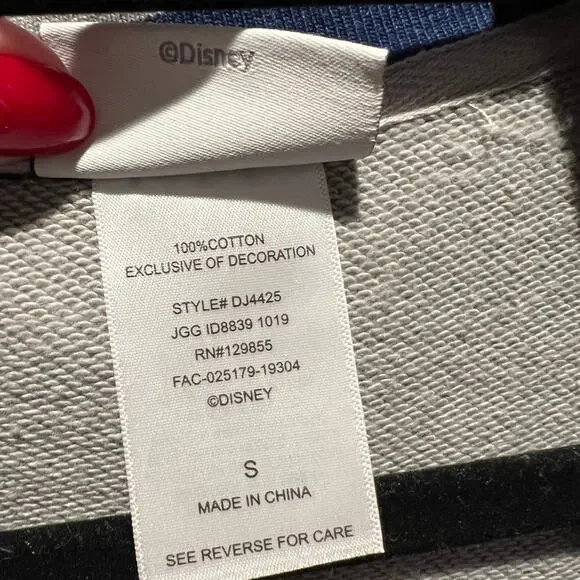 ©Disney
100%COTTON
EXCLUSIVE OF DECORATION
STYLE# DJ4425
JGG ID8839 1019
RN#129855
FAC-025179-19304
©DISNEY
S
MADE IN CHINA
SEE REVERSE FOR CARE